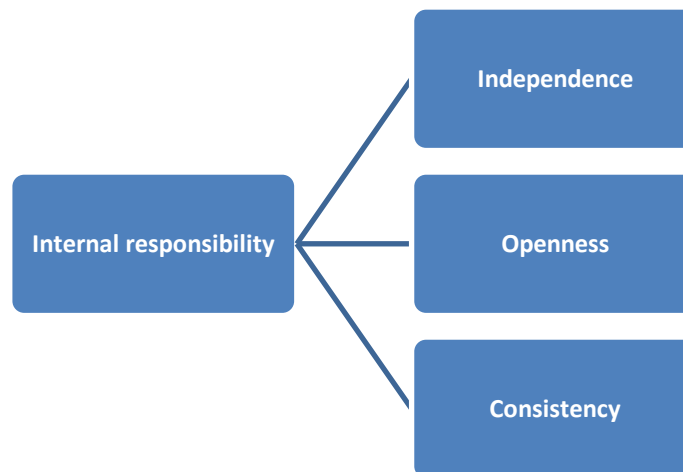 Independence
Internal responsibility
Openness
Consistency